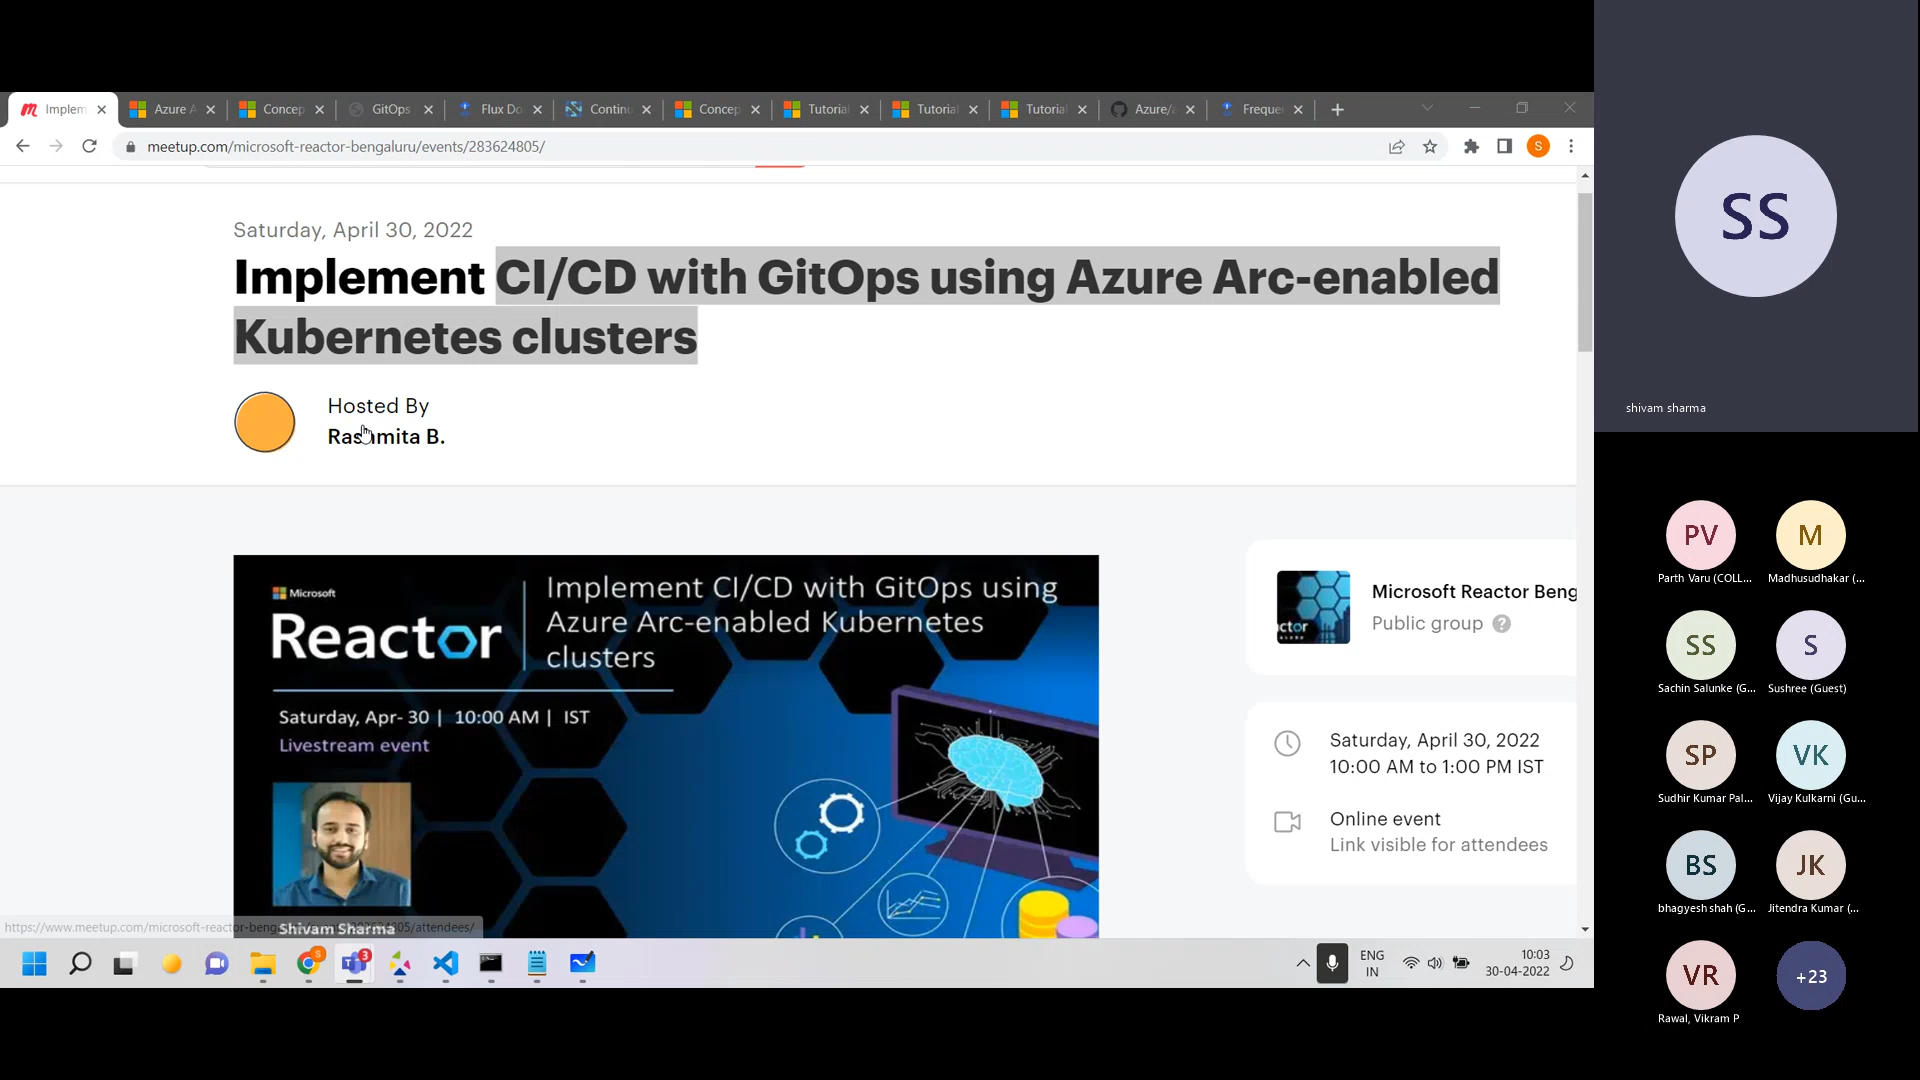 Implem
Azure A
Concep
GitOps
Flux Do
Contin
Concep
Tutorial
Tutorial
Tutorial
Azure/a
Freque
meetup.com/microsoft-reactor-bengaluru/events/283624805/
S
Saturday, April 30, 2022
Implement CI/CD with GitOps using Azure Arc-enabled
Kubernetes clusters
Hosted By
Rashmita B.
Microsoft
Reactor
Implement CI/CD with GitOps using
Azure Arc-enabled Kubernetes
clusters
Saturday, Apr- 30 | 10:00 AM | IST
Livestream event
Shivam Sharma
Microsoft Reactor Beng
Public group
Saturday, April 30, 2022
10:00 AM to 1:00 PM IST
Online event
Link visible for attendees
ENG
IN
10:03
30-04-2022
SS
shivam sharma
PV
Parth Varu (COLL...
M
Madhusudhakar (...
SS
Sachin Salunke (G...
S
Sushree (Guest)
SP
Sudhir Kumar Pal...
VK
Vijay Kulkarni (Gu...
BS
bhagyesh shah (G...
JK
Jitendra Kumar (...
VR
Rawal, Vikram P
+23